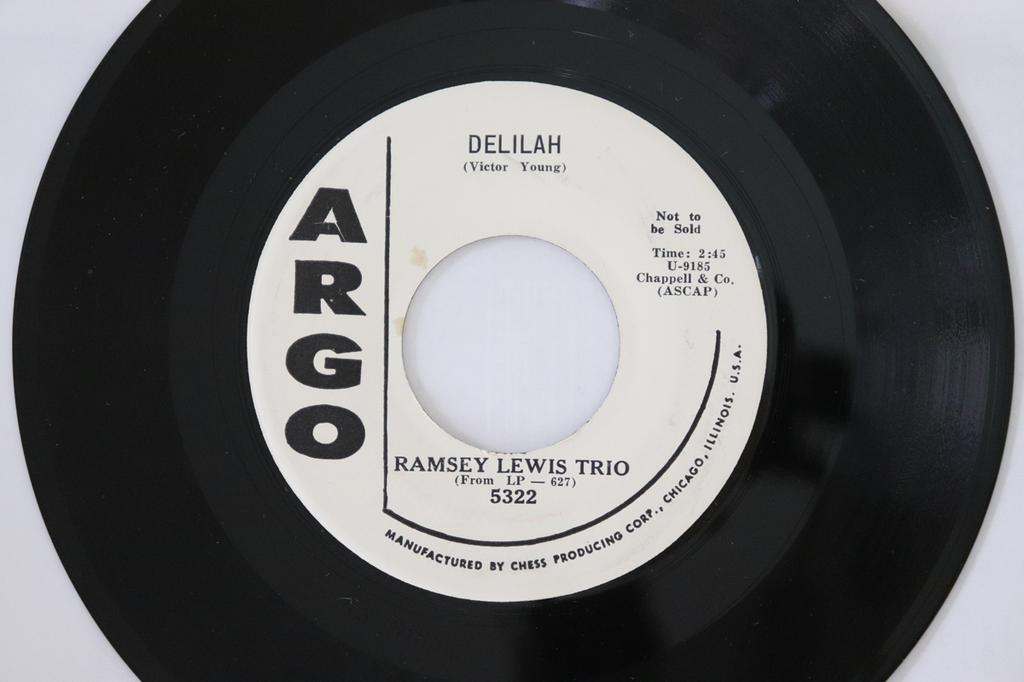 DELILAH
(Victor Young)
ARGO
Not to
be Sold
Time: 2:45
U-9185
Chappell & Co.
(ASCAP)
RAMSEY LEWIS TRIO
(From LP — 627)
5322
MANUFACTURED BY CHESS PRODUCING CORP., CHICAGO, ILLINOIS. U.S.A.